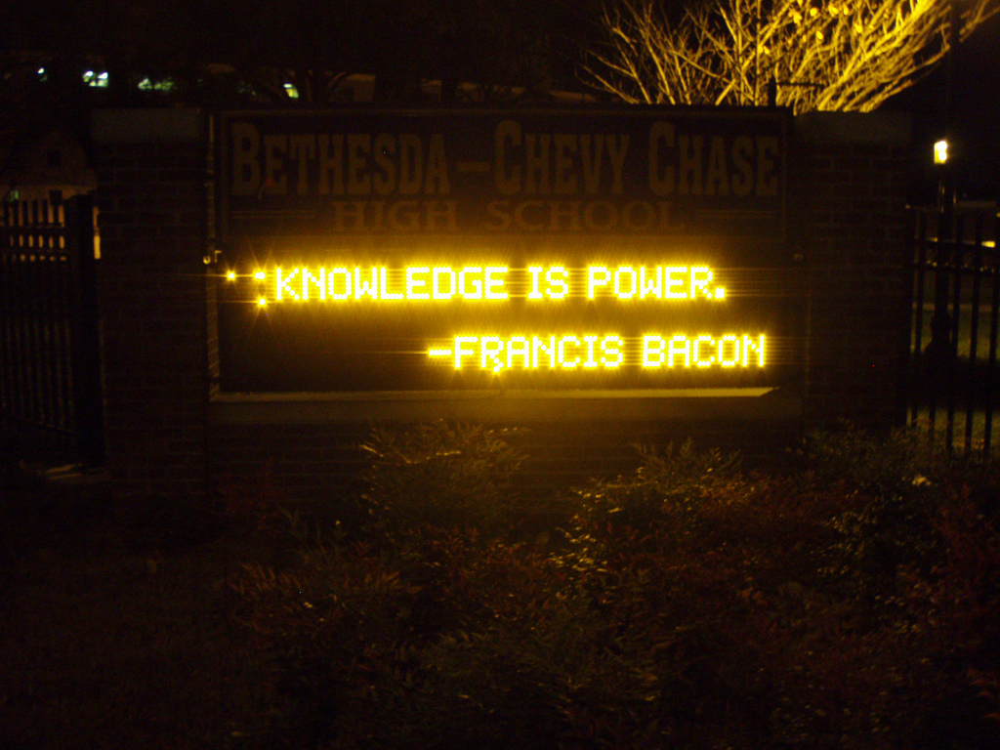 BETHESDA-CHEVY CHASE
HIGH SCHOOL
KNOWLEDGE IS POWER.
-FRANCIS BACON